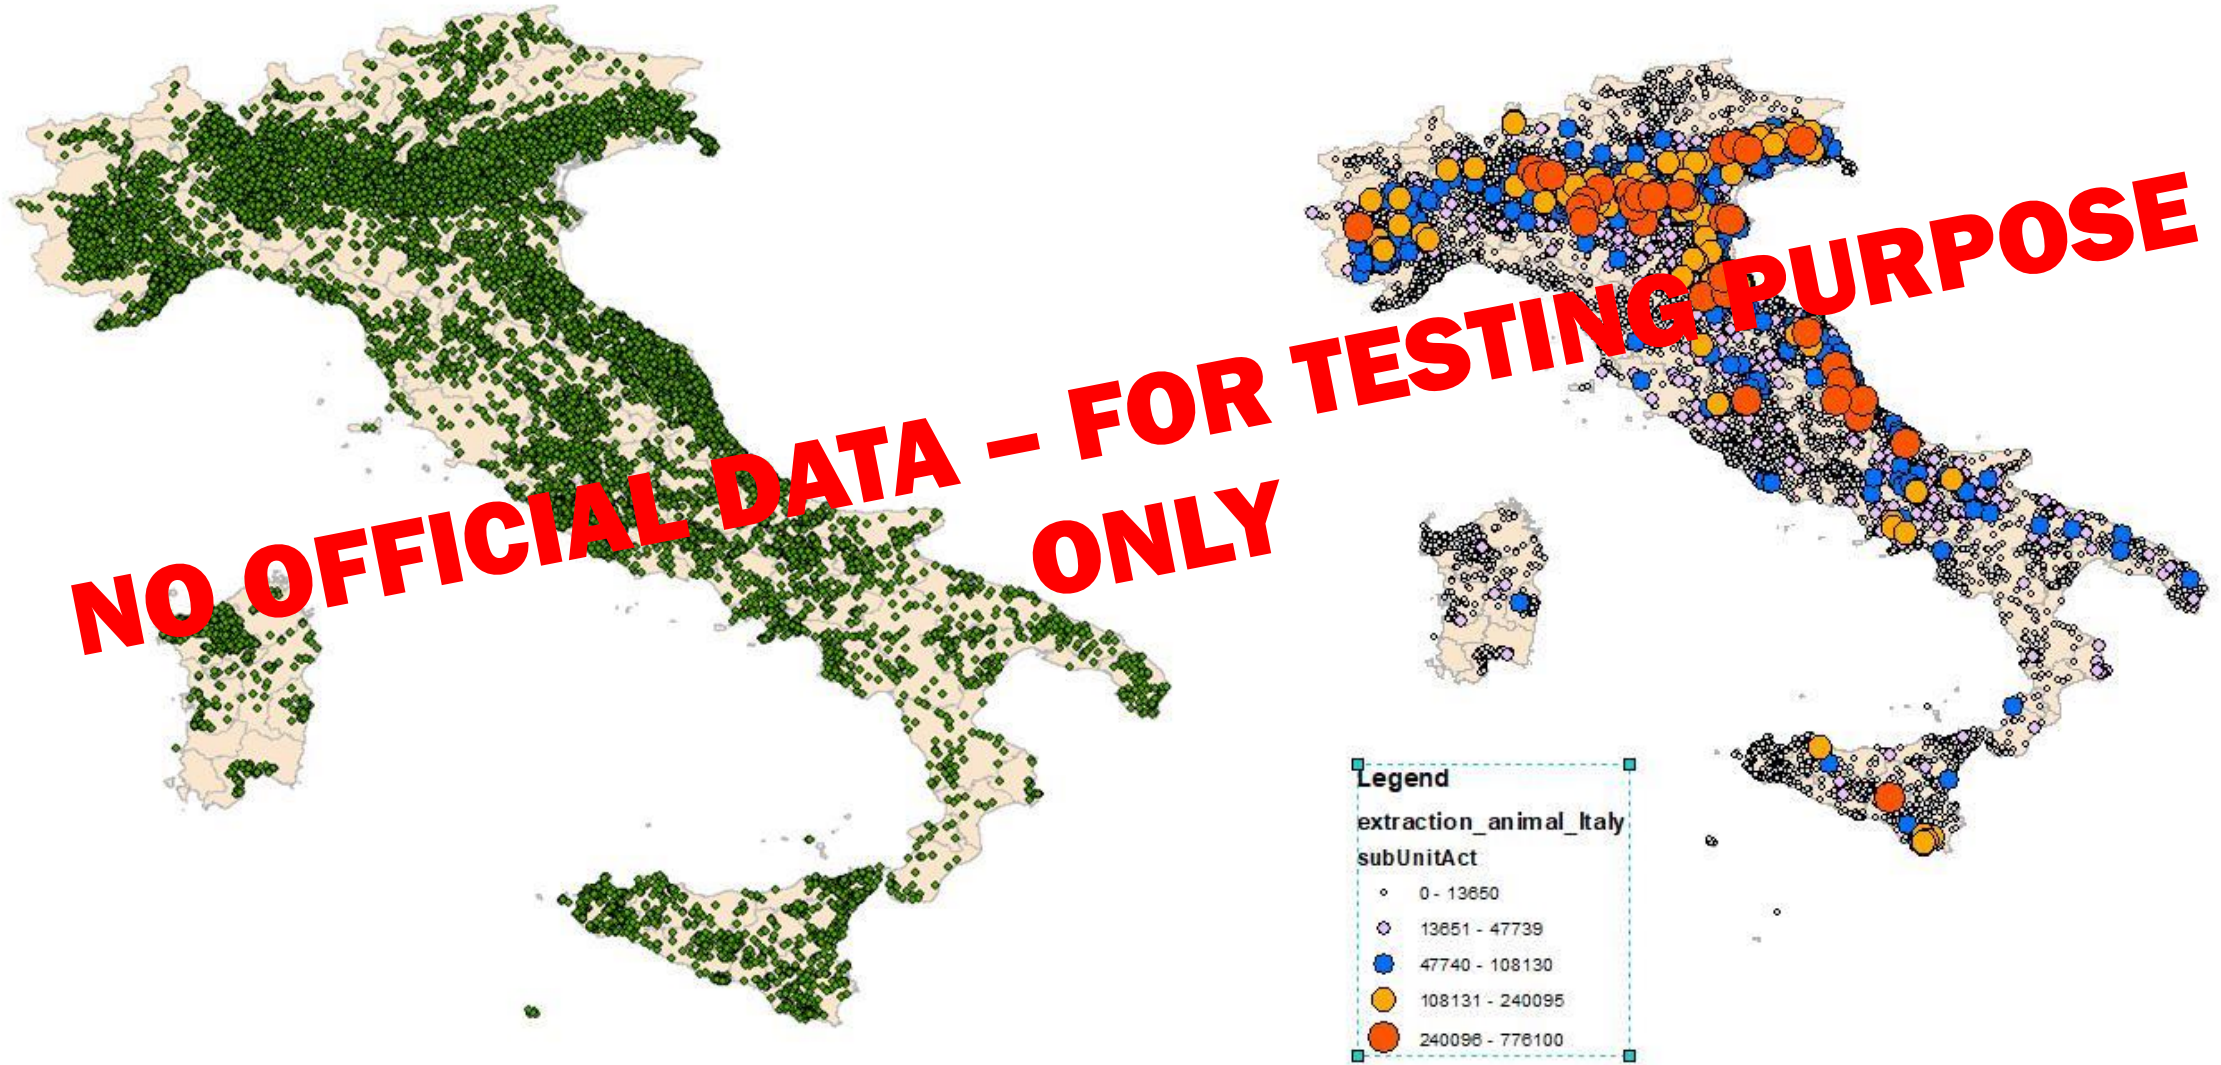 NO OFFICIAL DATA – FOR TESTING PURPOSE
ONLY
Legend
extraction_animal_Italy
subUnitAct
0 - 13650
13651 - 47739
47740 - 108130
108131 - 240095
240096 - 776100